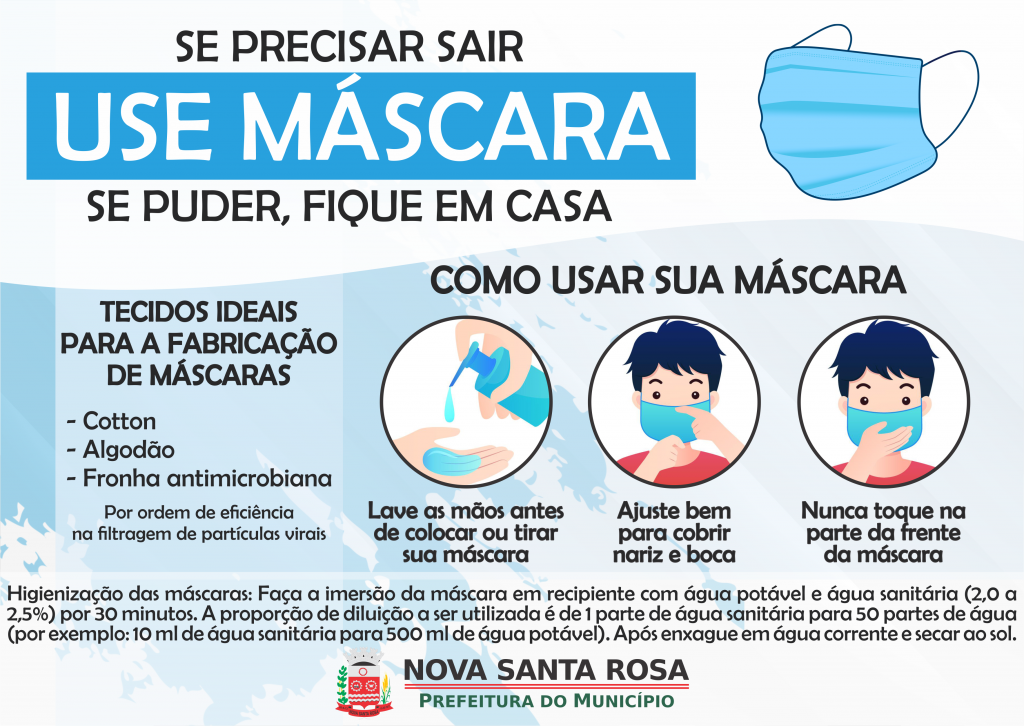 SE PRECISAR SAIR
USE MÁSCARA
SE PUDER, FIQUE EM CASA
TECIDOS IDEAIS
PARA A FABRICAÇÃO
DE MÁSCARAS
- Cotton
- Algodão
- Fronha antimicrobiana
Por ordem de eficiência
na filtragem de partículas virais
COMO USAR SUA MÁSCARA
Lave as mãos antes
de colocar ou tirar
sua máscara
Ajuste bem
para cobrir
nariz e boca
Nunca toque na
parte da frente
da máscara
Higienização das máscaras: Faça a imersão da máscara em recipiente com água potável e água sanitária (2,0 a
2,5%) por 30 minutos. A proporção de diluição a ser utilizada é de 1 parte de água sanitária para 50 partes de água
(por exemplo: 10 ml de água sanitária para 500 ml de água potável). Após enxague em água corrente e secar ao sol.
NOVA SANTA ROSA
PREFEITURA DO MUNICÍPIO